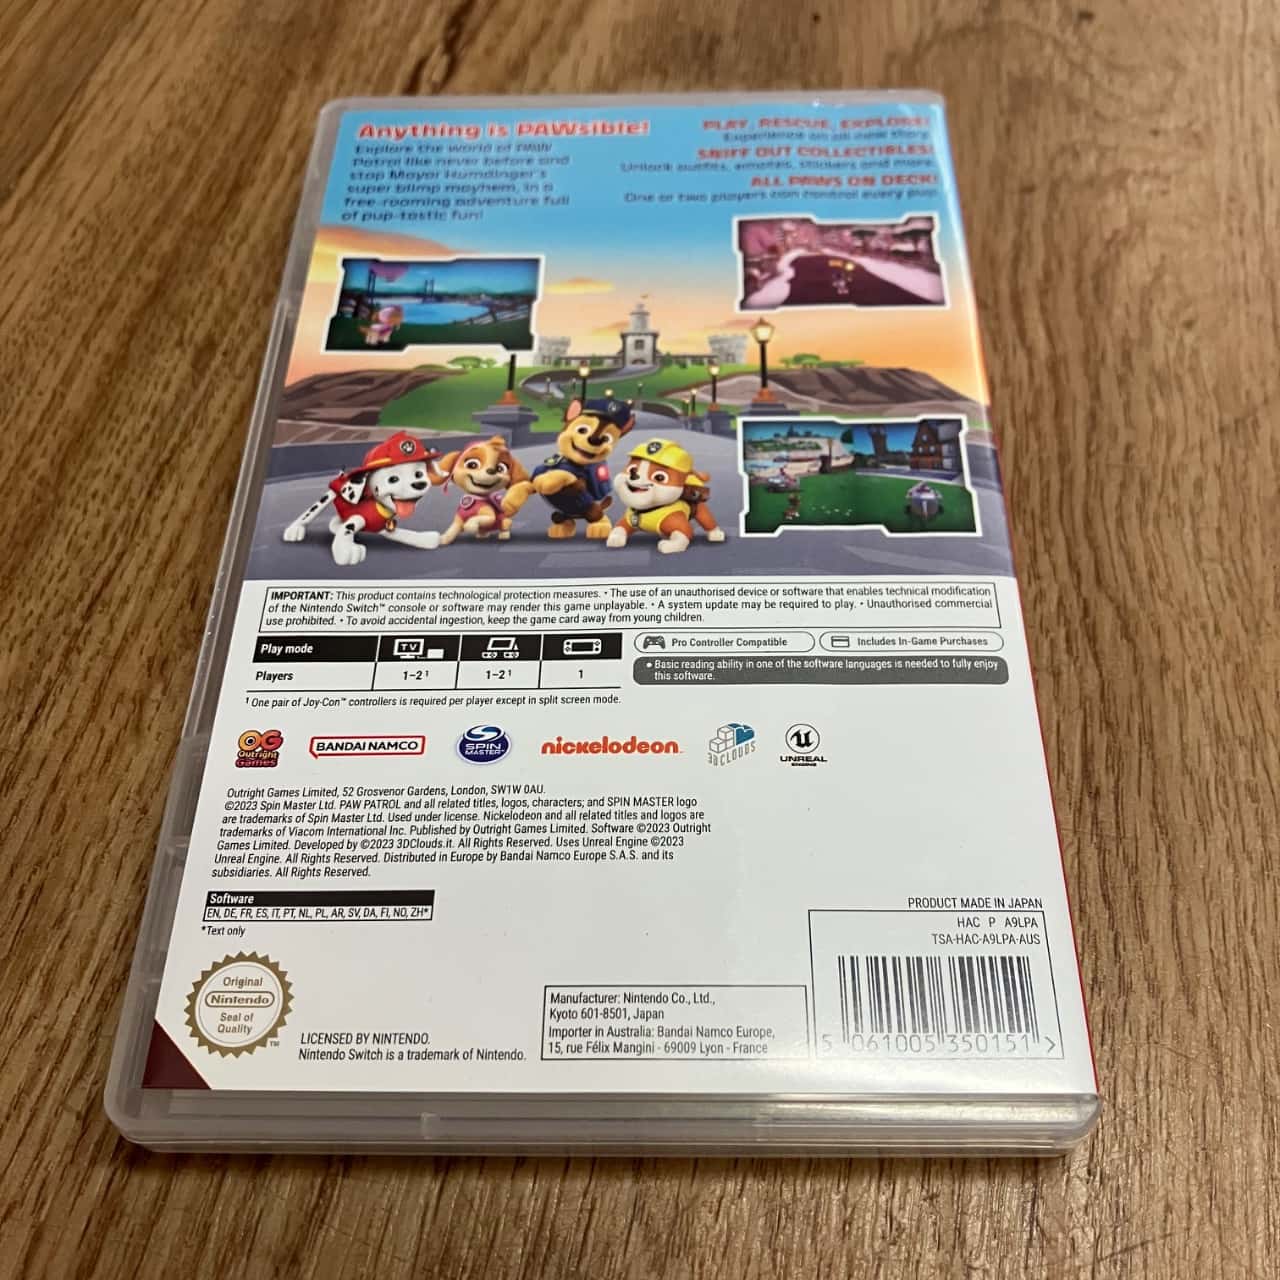 Anything is PAWsible!
Explore the world of PAW
Patrol like never before and
stop Mayor Humdinger's
super blimp mayhem, in a
free-roaming adventure full
of pup-tastic fun!
PLAY, RESCUE, EXPLORE!
Experience an all new story.
SNIFF OUT COLLECTIBLES!
Unlock outfits, emotes, stickers and more.
ALL PAWS ON DECK!
One or two players can control every pup.
IMPORTANT: This product contains technological protection measures. • The use of an unauthorised device or software that enables technical modification
of the Nintendo Switch™ console or software may render this game unplayable. • A system update may be required to play. • Unauthorised commercial
use prohibited. • To avoid accidental ingestion, keep the game card away from young children.
Play mode TV
Players 1–2¹ 1–2¹ 1
Pro Controller Compatible
Includes In-Game Purchases
• Basic reading ability in one of the software languages is needed to fully enjoy
this software.
¹ One pair of Joy-Con™ controllers is required per player except in split screen mode.
OG
Outright
Games
BANDAI NAMCO
SPIN
MASTER™
nickelodeon™
3DCLOUDS
UNREAL
ENGINE
Outright Games Limited, 52 Grosvenor Gardens, London, SW1W 0AU.
©2023 Spin Master Ltd. PAW PATROL and all related titles, logos, characters; and SPIN MASTER logo
are trademarks of Spin Master Ltd. Used under license. Nickelodeon and all related titles and logos are
trademarks of Viacom International Inc. Published by Outright Games Limited. Software ©2023 Outright
Games Limited. Developed by ©2023 3DClouds.it. All Rights Reserved. Uses Unreal Engine ©2023
Unreal Engine. All Rights Reserved. Distributed in Europe by Bandai Namco Europe S.A.S. and its
subsidiaries. All Rights Reserved.
Software
EN, DE, FR, ES, IT, PT, NL, PL, AR, SV, DA, FI, NO, ZH*
*Text only
Original
Nintendo
Seal of
Quality
TM
LICENSED BY NINTENDO.
Nintendo Switch is a trademark of Nintendo.
Manufacturer: Nintendo Co., Ltd.,
Kyoto 601-8501, Japan
Importer in Australia: Bandai Namco Europe,
15, rue Félix Mangini - 69009 Lyon - France
PRODUCT MADE IN JAPAN
HAC P A9LPA
TSA-HAC-A9LPA-AUS
5 061005 350151 >